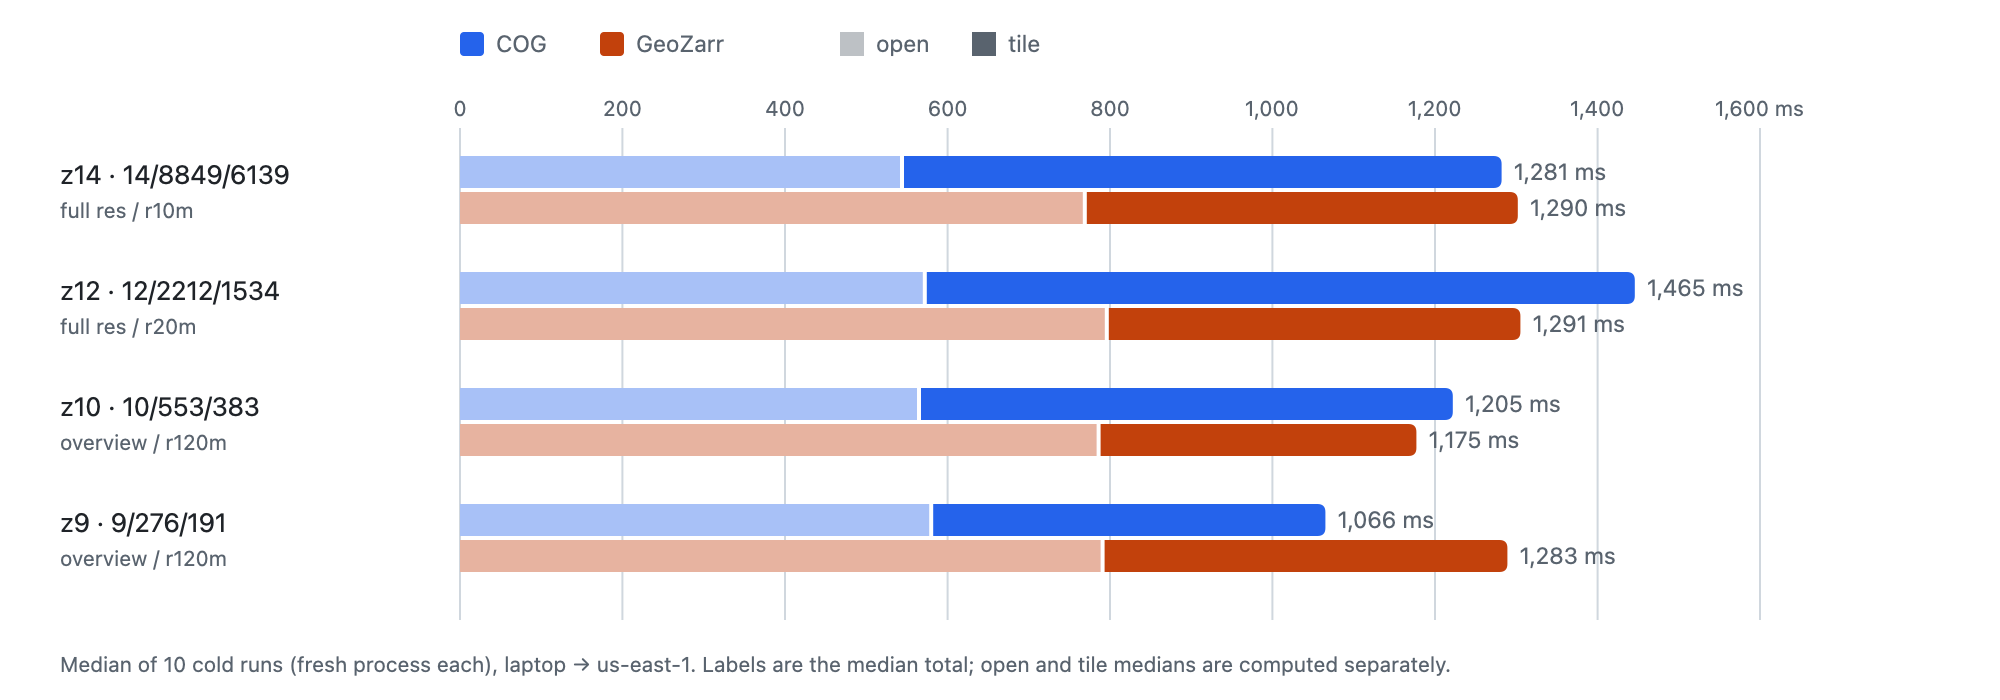 COG GeoZarr open tile
0 200 400 600 800 1,000 1,200 1,400 1,600 ms
z14 · 14/8849/6139
full res / r10m
1,281 ms
1,290 ms
z12 · 12/2212/1534
full res / r20m
1,465 ms
1,291 ms
z10 · 10/553/383
overview / r120m
1,205 ms
1,175 ms
z9 · 9/276/191
overview / r120m
1,066 ms
1,283 ms
Median of 10 cold runs (fresh process each), laptop → us-east-1. Labels are the median total; open and tile medians are computed separately.